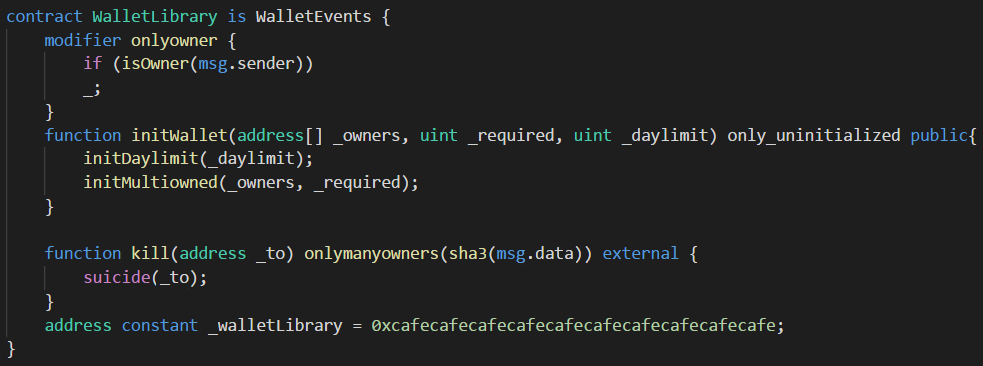 contract WalletLibrary is WalletEvents {
modifier onlyowner {
if (isOwner(msg.sender))
_;
}
function initWallet(address[] _owners, uint _required, uint _daylimit) only_uninitialized public{
initDaylimit(_daylimit);
initMultiowned(_owners, _required);
}
function kill(address _to) onlymanyowners(sha3(msg.data)) external {
suicide(_to);
}
address constant _walletLibrary = 0xcafecafecafecafecafecafecafecafecafecafe;
}